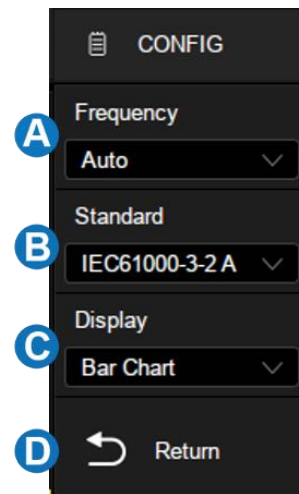 CONFIG
A
Frequency
Auto
B
Standard
IEC61000-3-2 A
C
Display
Bar Chart
D
Return